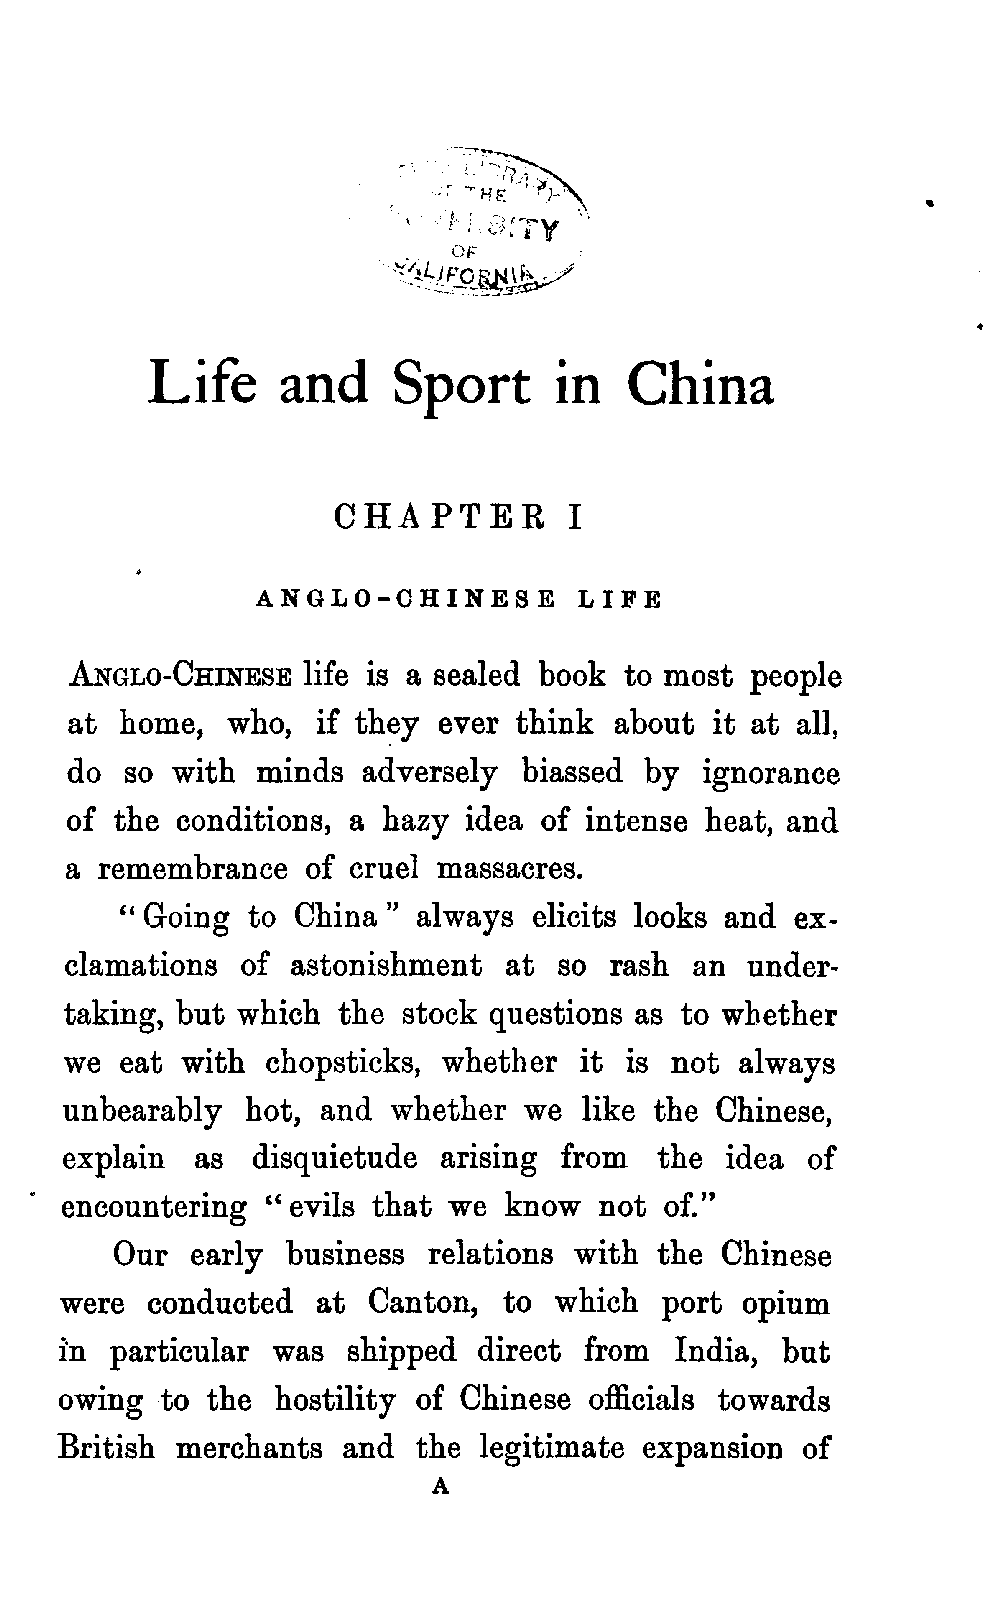 LIBRARY
OF THE
UNIVERSITY
OF
CALIFORNIA
Life and Sport in China
CHAPTER I
ANGLO-CHINESE LIFE
ANGLO-CHINESE life is a sealed book to most people
at home, who, if they ever think about it at all,
do so with minds adversely biassed by ignorance
of the conditions, a hazy idea of intense heat, and
a remembrance of cruel massacres.
“Going to China” always elicits looks and ex-
clamations of astonishment at so rash an under-
taking, but which the stock questions as to whether
we eat with chopsticks, whether it is not always
unbearably hot, and whether we like the Chinese,
explain as disquietude arising from the idea of
encountering “evils that we know not of.”
Our early business relations with the Chinese
were conducted at Canton, to which port opium
in particular was shipped direct from India, but
owing to the hostility of Chinese officials towards
British merchants and the legitimate expansion of
A